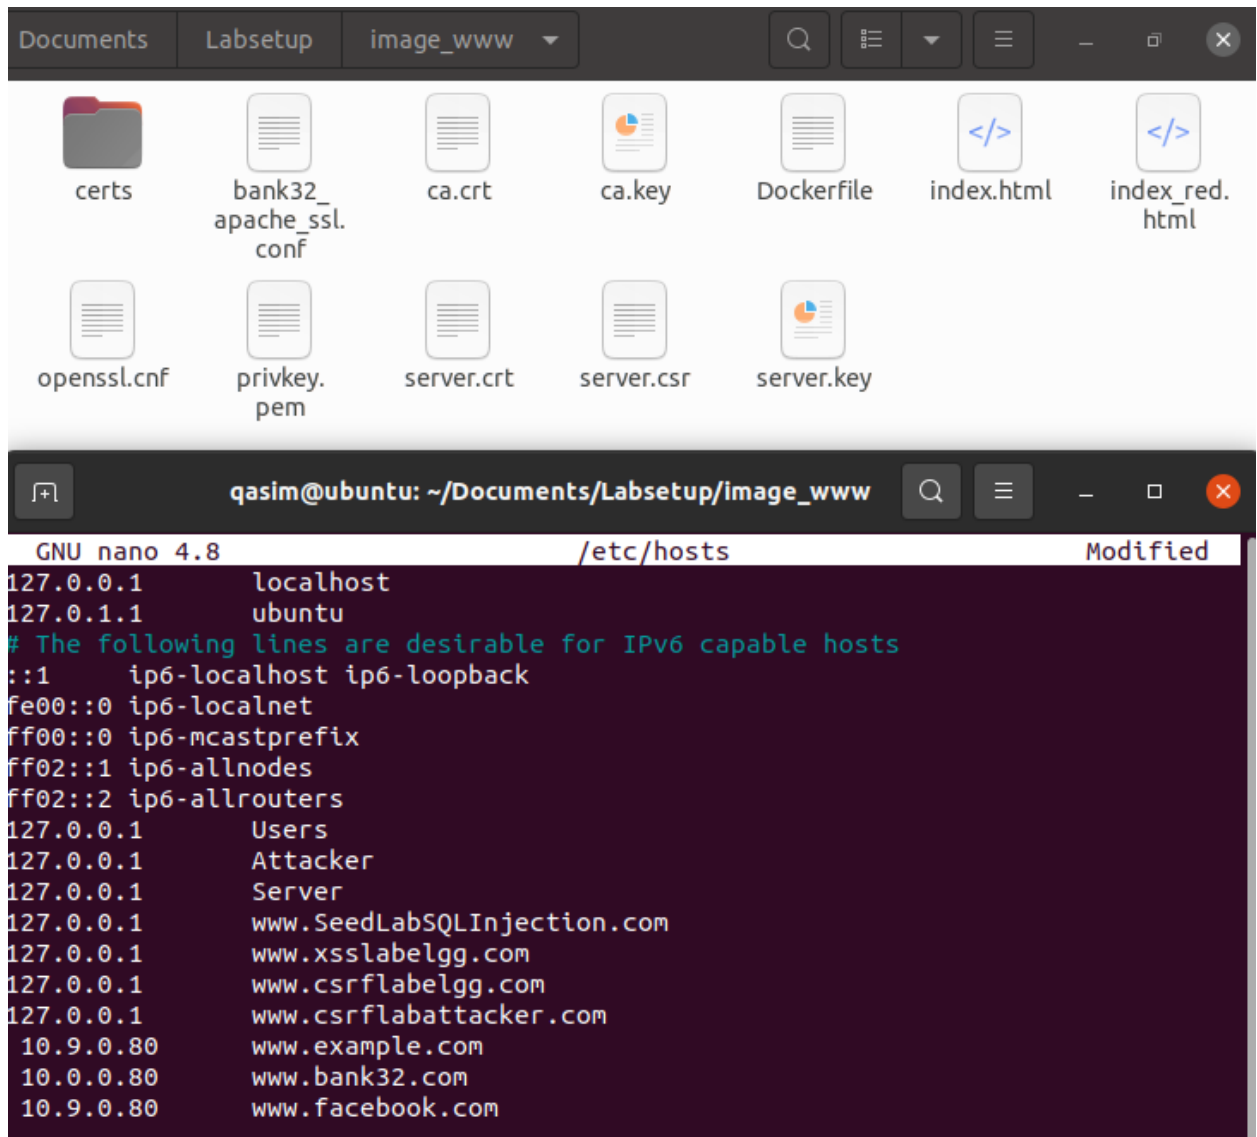 Documents Labsetup image_www
certs
bank32_
apache_ssl.
conf
ca.crt
ca.key
Dockerfile
index.html
index_red.
html
openssl.cnf
privkey.
pem
server.crt
server.csr
server.key
qasim@ubuntu: ~/Documents/Labsetup/image_www
GNU nano 4.8 /etc/hosts Modified
127.0.0.1 localhost
127.0.1.1 ubuntu
# The following lines are desirable for IPv6 capable hosts
::1 ip6-localhost ip6-loopback
fe00::0 ip6-localnet
ff00::0 ip6-mcastprefix
ff02::1 ip6-allnodes
ff02::2 ip6-allrouters
127.0.0.1 Users
127.0.0.1 Attacker
127.0.0.1 Server
127.0.0.1 www.SeedLabSQLInjection.com
127.0.0.1 www.xsslabelgg.com
127.0.0.1 www.csrflabelgg.com
127.0.0.1 www.csrflabattacker.com
10.9.0.80 www.example.com
10.0.0.80 www.bank32.com
10.9.0.80 www.facebook.com